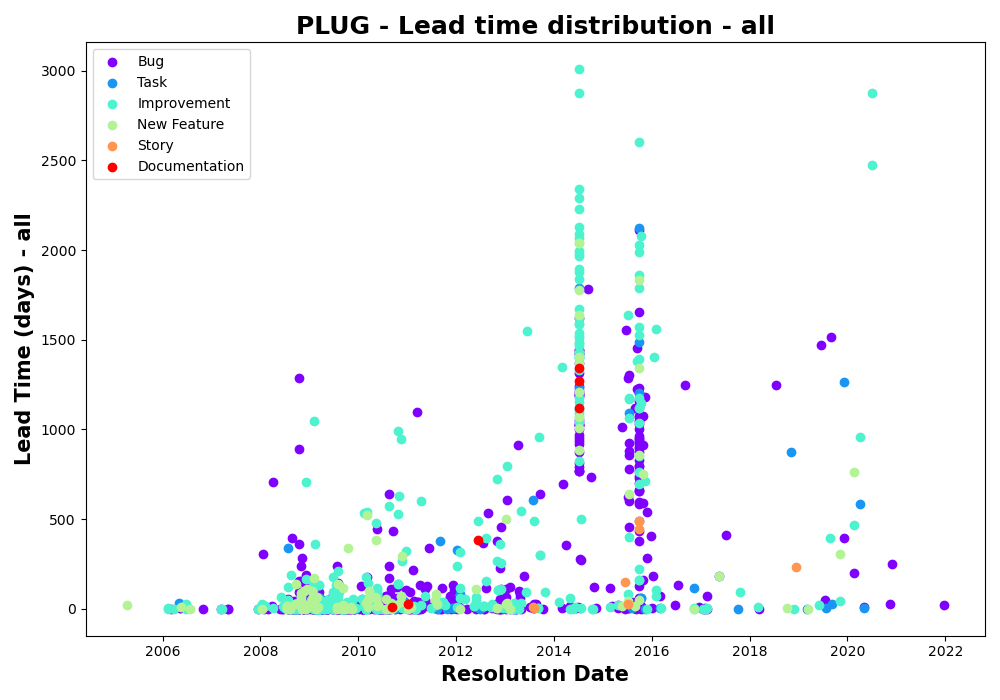 PLUG - Lead time distribution - all
Bug
Task
Improvement
New Feature
Story
Documentation
Lead Time (days) - all
3000
2500
2000
1500
1000
500
0
2006 2008 2010 2012 2014 2016 2018 2020 2022
Resolution Date